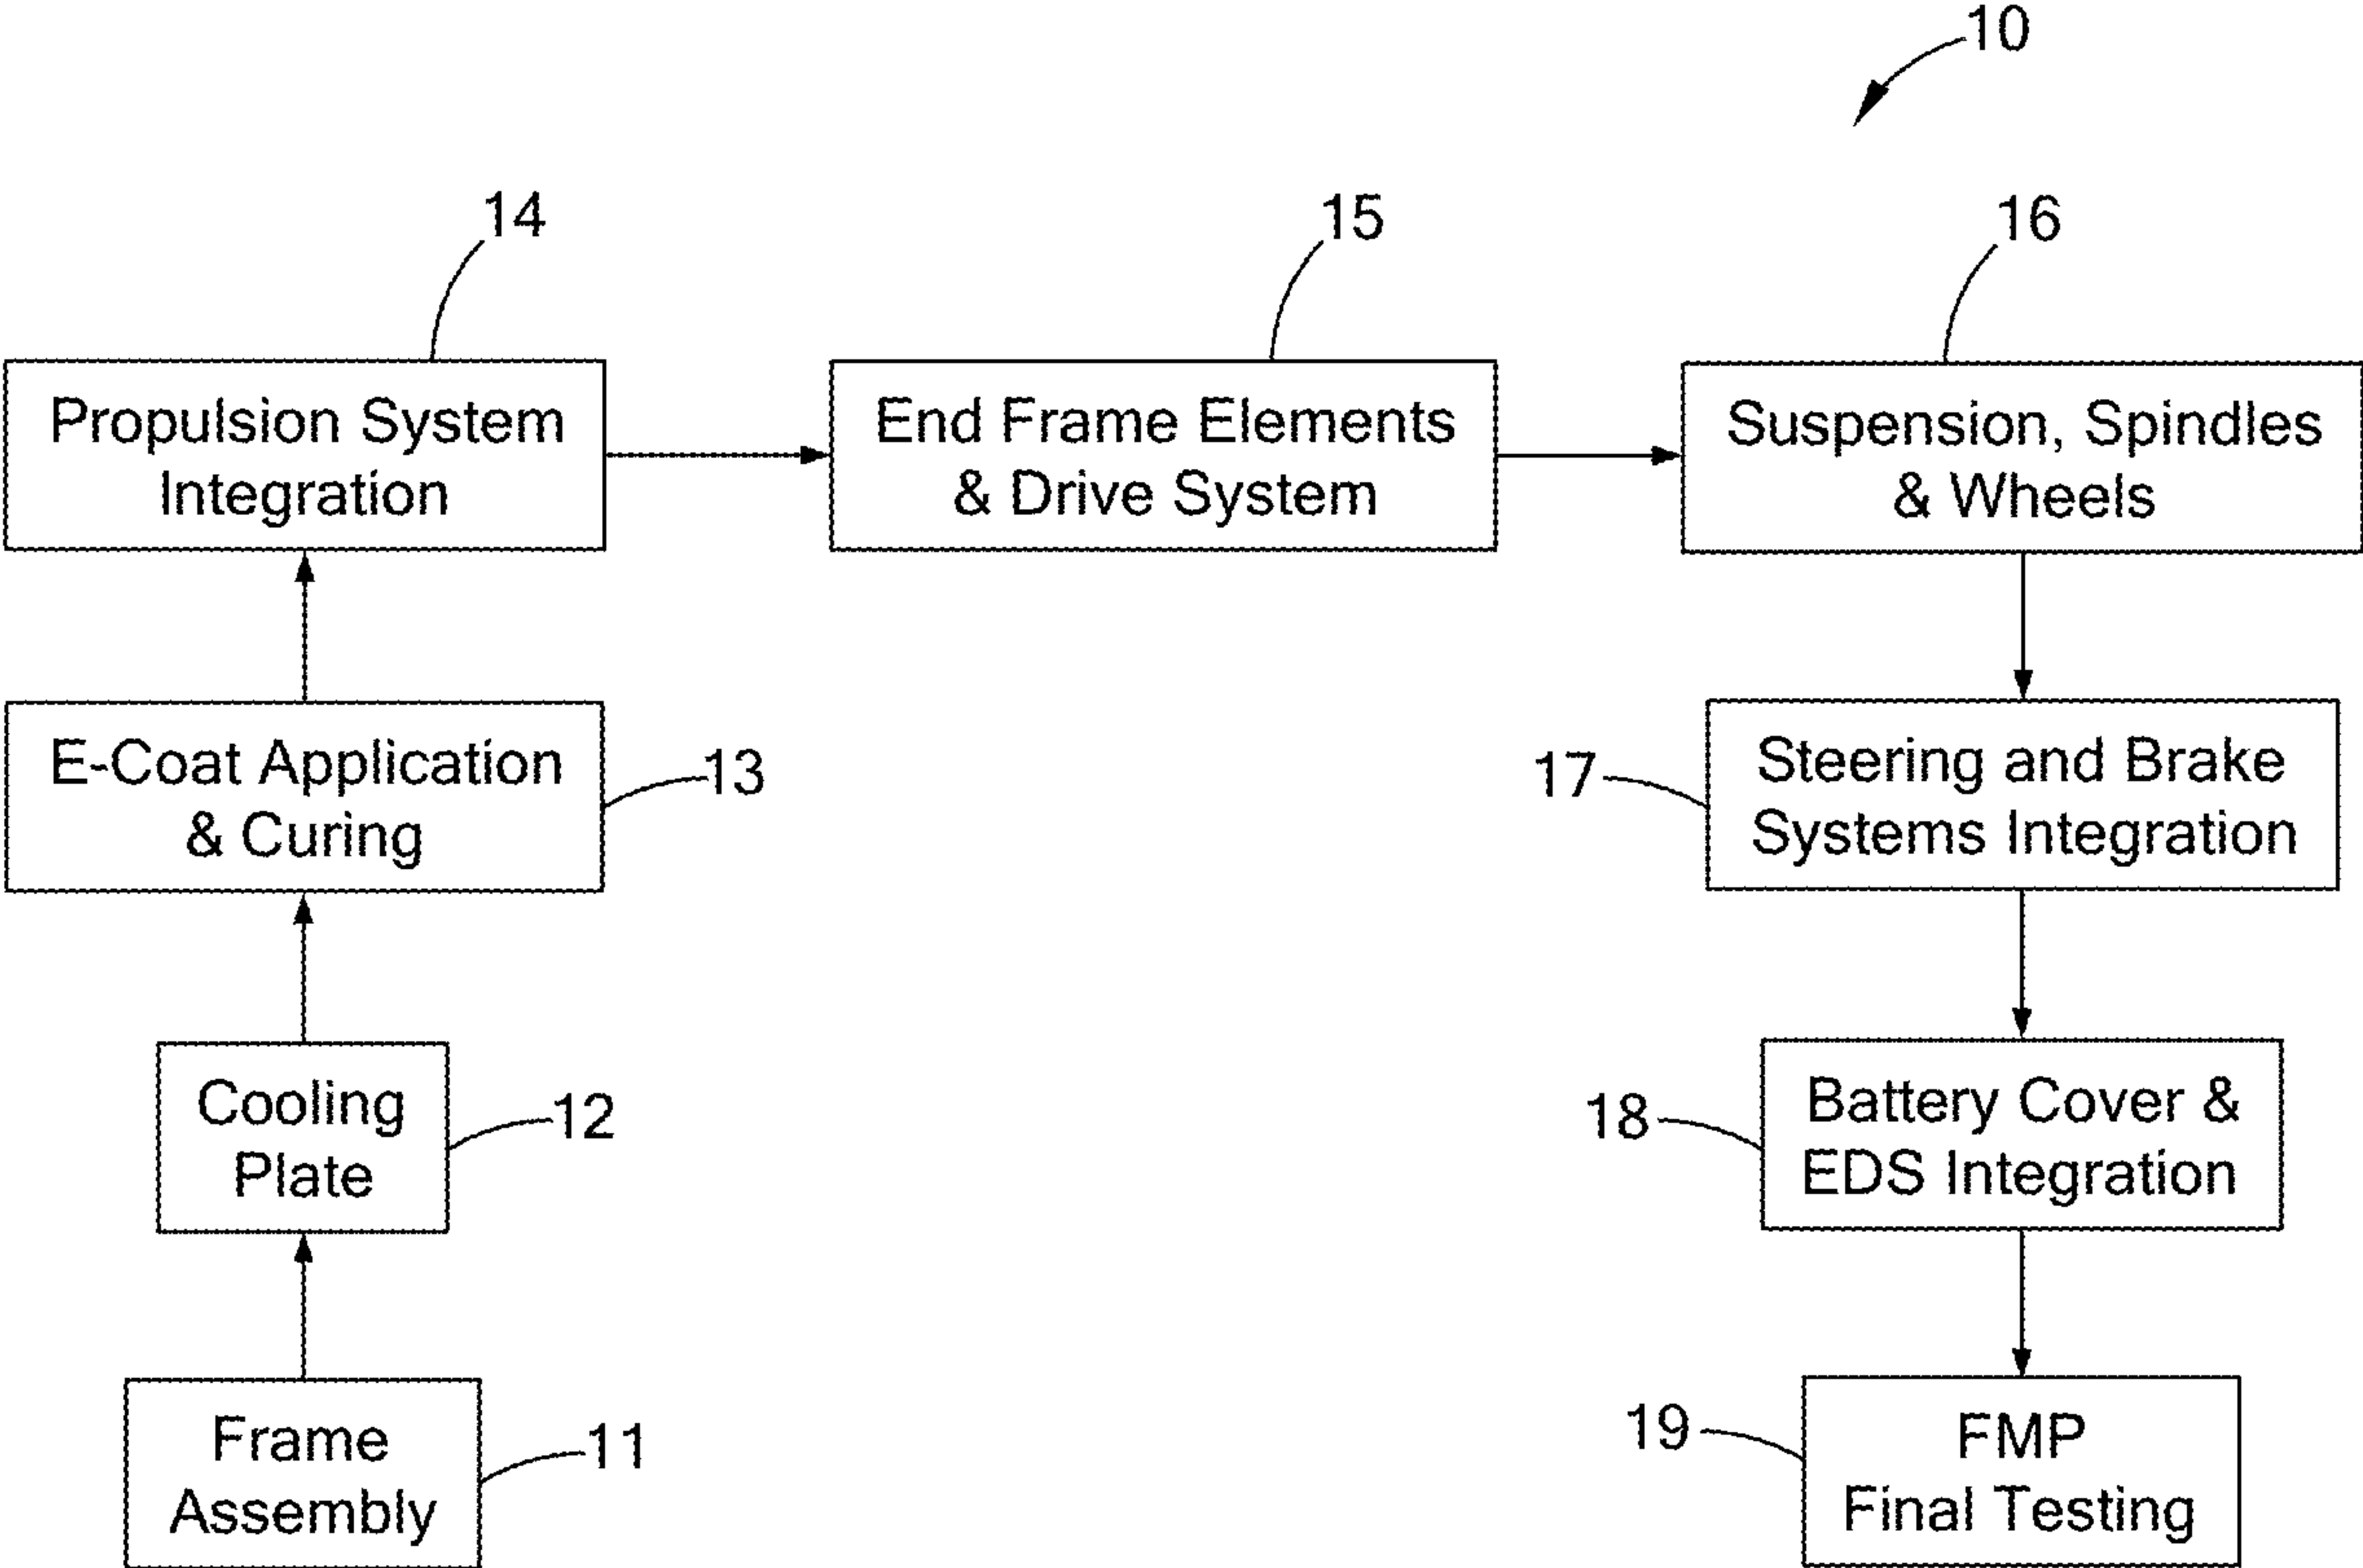 10
14
15
16
Propulsion System
Integration
End Frame Elements
& Drive System
Suspension, Spindles
& Wheels
E-Coat Application
& Curing
13
17
Steering and Brake
Systems Integration
Cooling
Plate
12
18
Battery Cover &
EDS Integration
Frame
Assembly
11
19
FMP
Final Testing